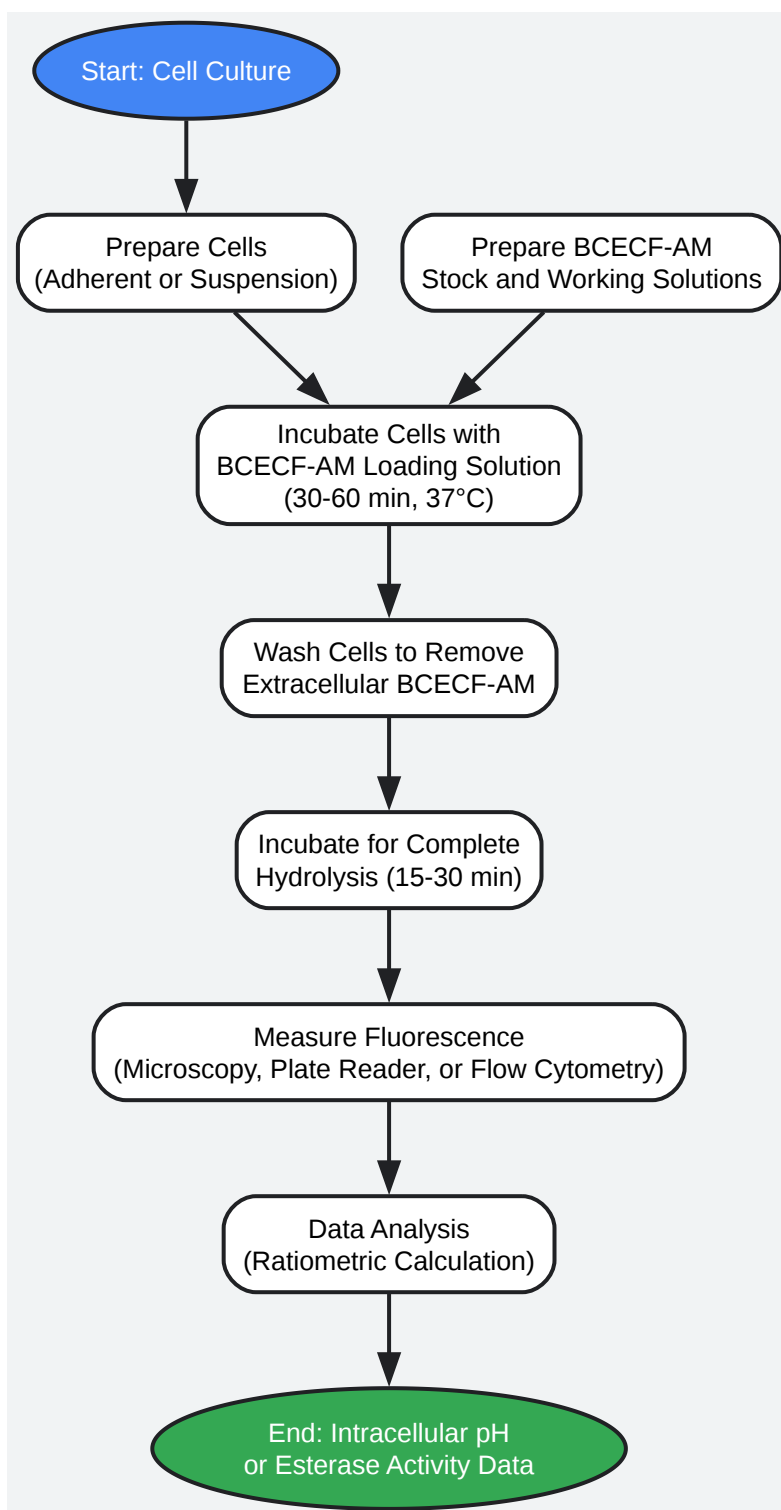 Start: Cell Culture
Prepare Cells
(Adherent or Suspension)
Prepare BCECF-AM
Stock and Working Solutions
Incubate Cells with
BCECF-AM Loading Solution
(30-60 min, 37°C)
Wash Cells to Remove
Extracellular BCECF-AM
Incubate for Complete
Hydrolysis (15-30 min)
Measure Fluorescence
(Microscopy, Plate Reader, or Flow Cytometry)
Data Analysis
(Ratiometric Calculation)
End: Intracellular pH
or Esterase Activity Data